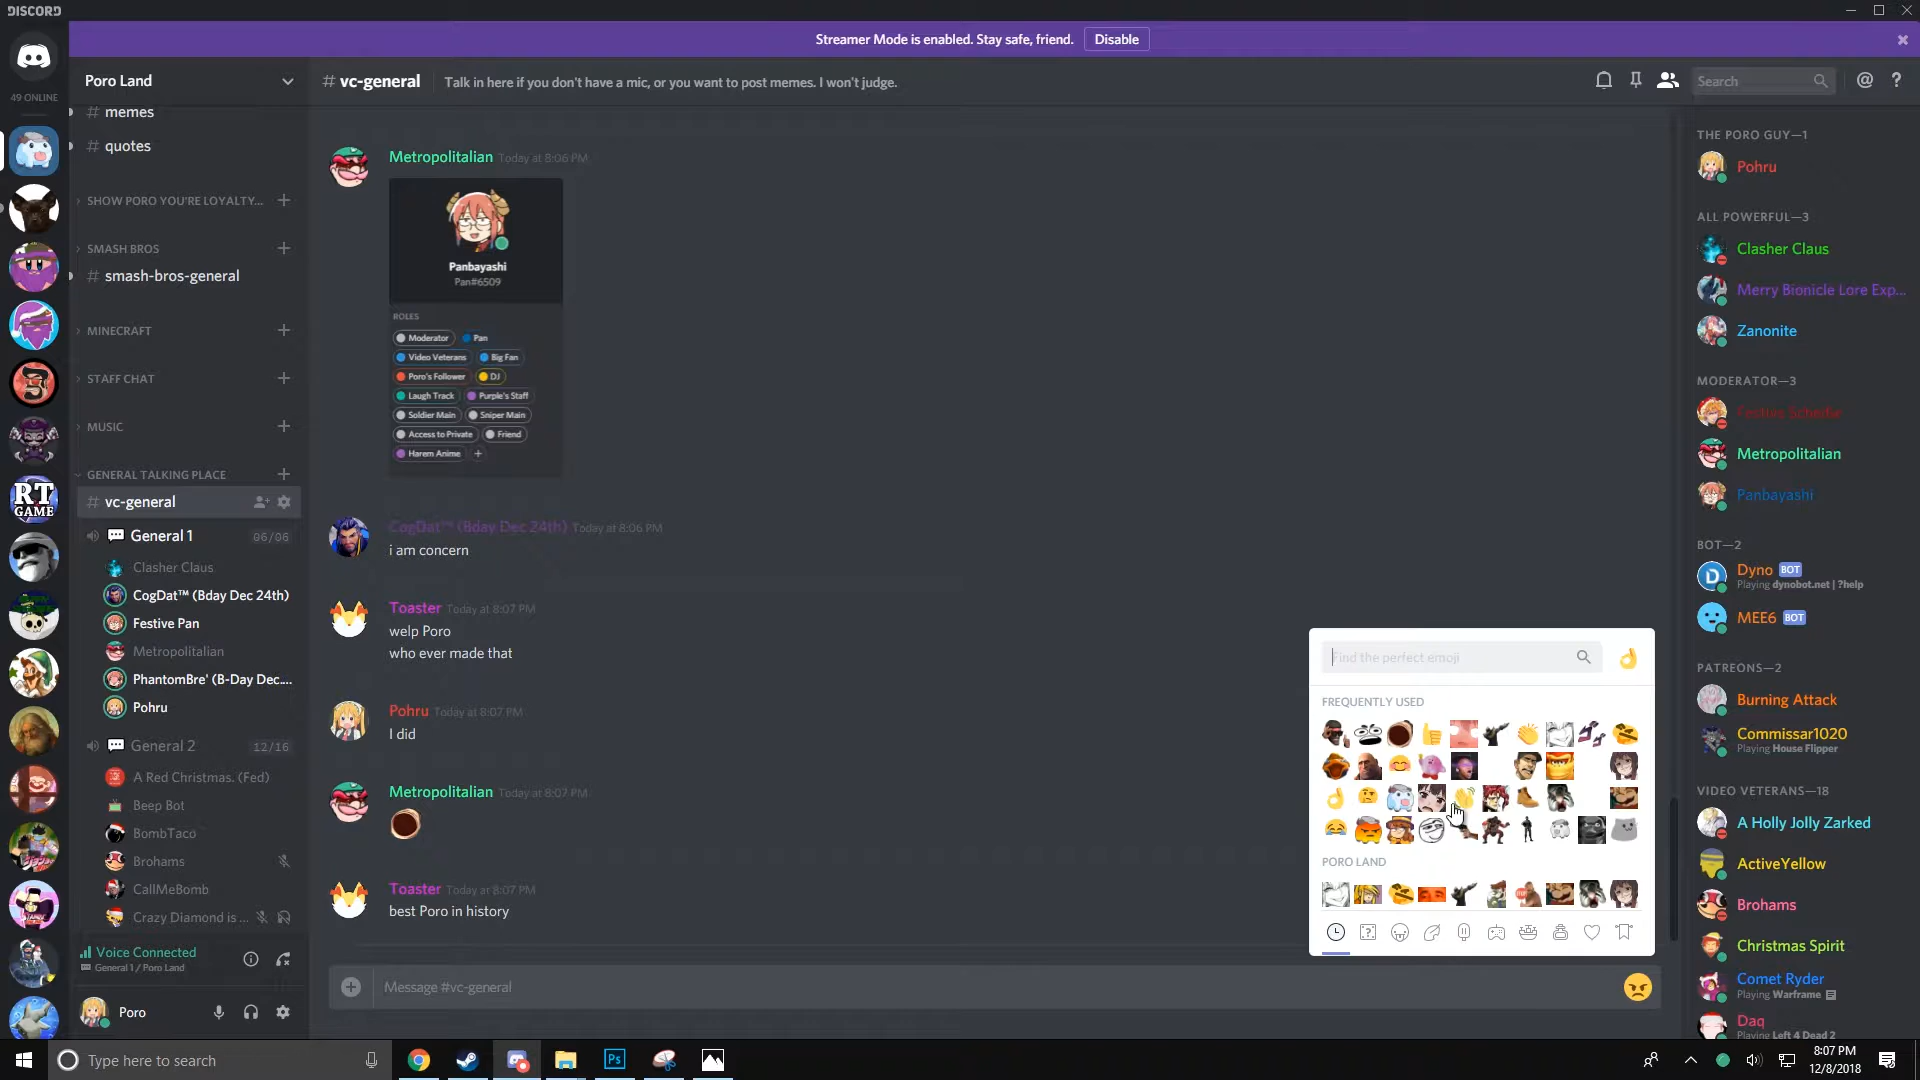 DISCORD
Streamer Mode is enabled. Stay safe, friend. Disable
49 ONLINE
RT
GAME
Poro Land
# memes
# quotes
SHOW PORO YOU'RE LOYALTY...
SMASH BROS
# smash-bros-general
MINECRAFT
STAFF CHAT
MUSIC
GENERAL TALKING PLACE
# vc-general
General 1 06/06
Clasher Claus
CogDat™ (Bday Dec 24th)
Festive Pan
Metropolitalian
PhantomBre' (B-Day Dec....
Pohru
General 2 12/16
A Red Christmas. (Fed)
Beep Bot
BombTaco
Brohams
CallMeBomb
Crazy Diamond is ...
Voice Connected
General 1 / Poro Land
Poro
# vc-general Talk in here if you don't have a mic, or you want to post memes. I won't judge.
Search
Metropolitalian Today at 8:06 PM
Panbayashi
Pan#6509
ROLES
Moderator Pan
Video Veterans Big Fan
Poro's Follower DJ
Laugh Track Purple's Staff
Soldier Main Sniper Main
Access to Private Friend
Harem Anime +
CogDat™ (Bday Dec 24th) Today at 8:06 PM
i am concern
Toaster Today at 8:07 PM
welp Poro
who ever made that
Pohru Today at 8:07 PM
I did
Metropolitalian Today at 8:07 PM
Toaster Today at 8:07 PM
best Poro in history
Message #vc-general
Find the perfect emoji
FREQUENTLY USED
PORO LAND
THE PORO GUY—1
Pohru
ALL POWERFUL—3
Clasher Claus
Merry Bionicle Lore Exp...
Zanonite
MODERATOR—3
Metropolitalian
Panbayashi
BOT—2
Dyno BOT
Playing dynobot.net | ?help
MEE6 BOT
PATREONS—2
Burning Attack
Commissar1020
Playing House Flipper
VIDEO VETERANS—18
A Holly Jolly Zarked
ActiveYellow
Brohams
Christmas Spirit
Comet Ryder
Playing Warframe
Daq
Playing Left 4 Dead 2
Type here to search
Ps
8:07 PM
12/8/2018